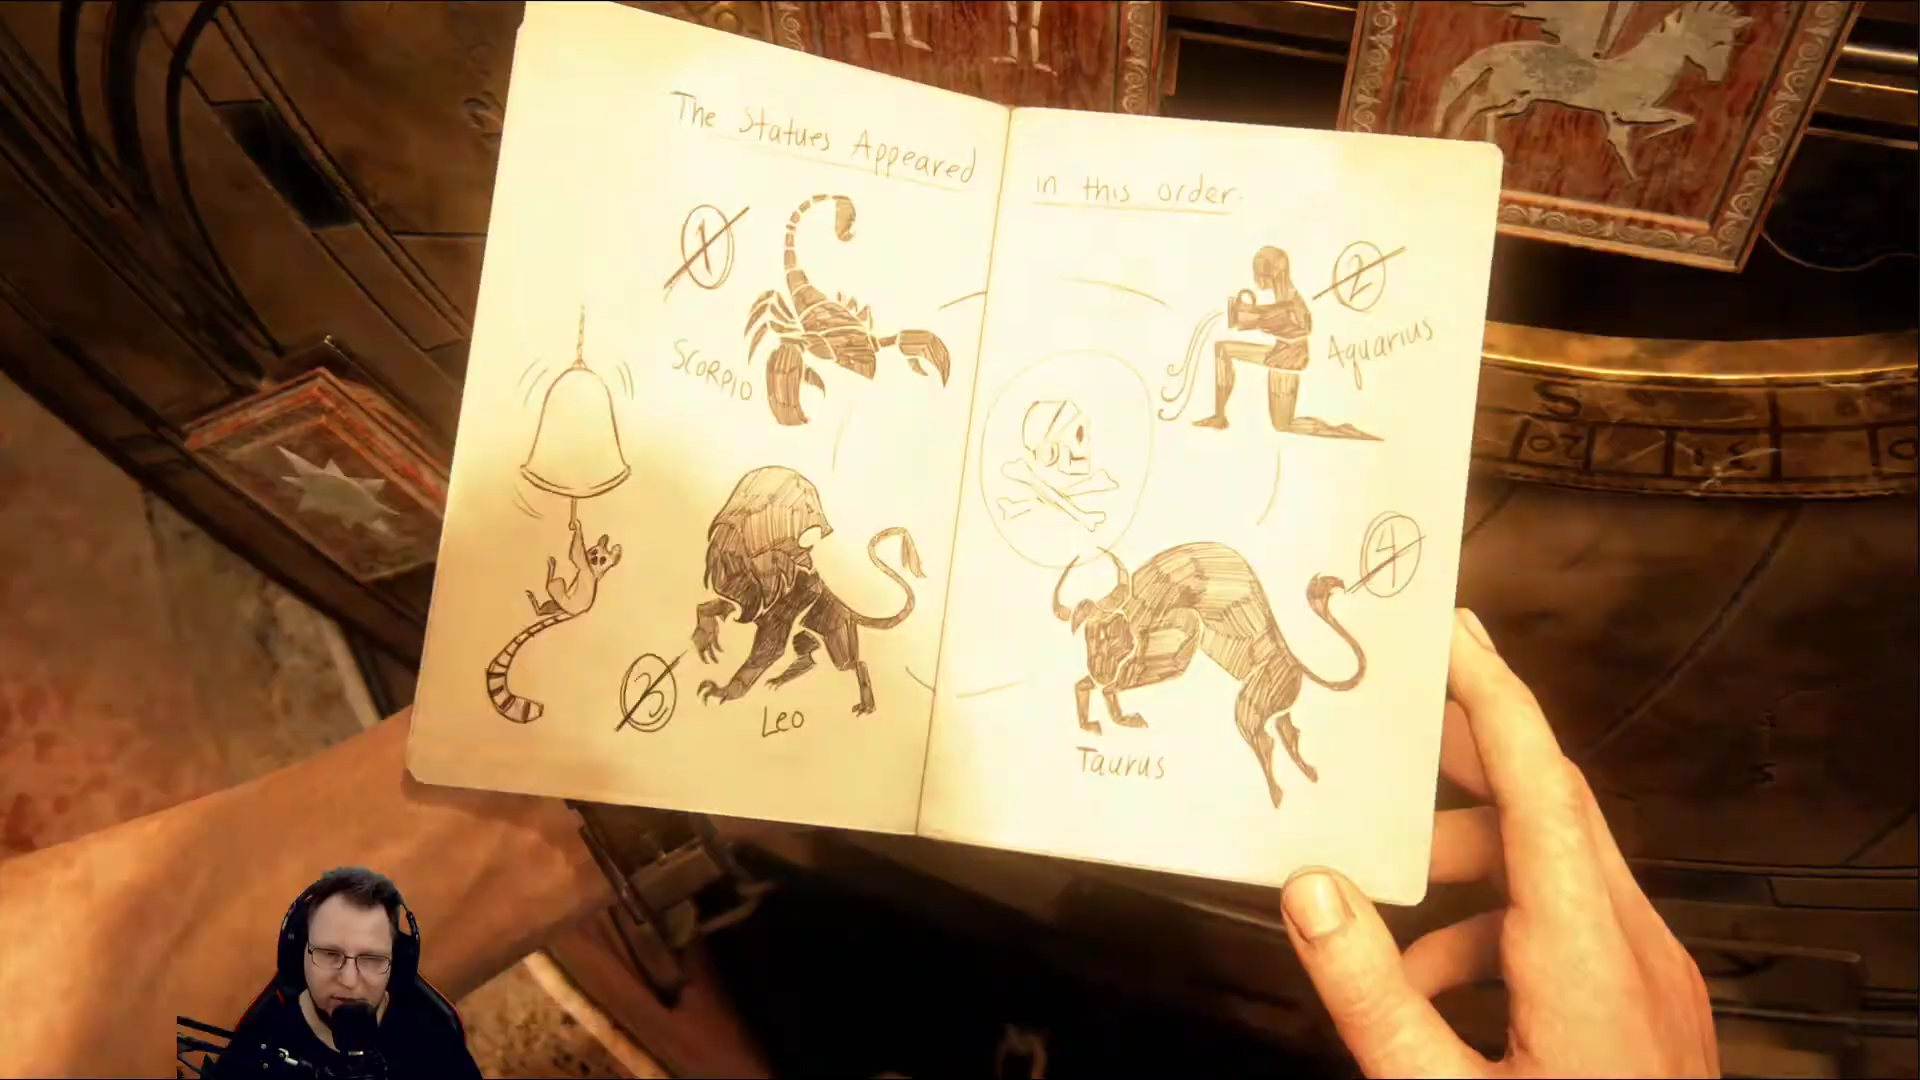 The Statues Appeared
in this order.
1
SCORPIO
2
Aquarius
3
Leo
4
Taurus